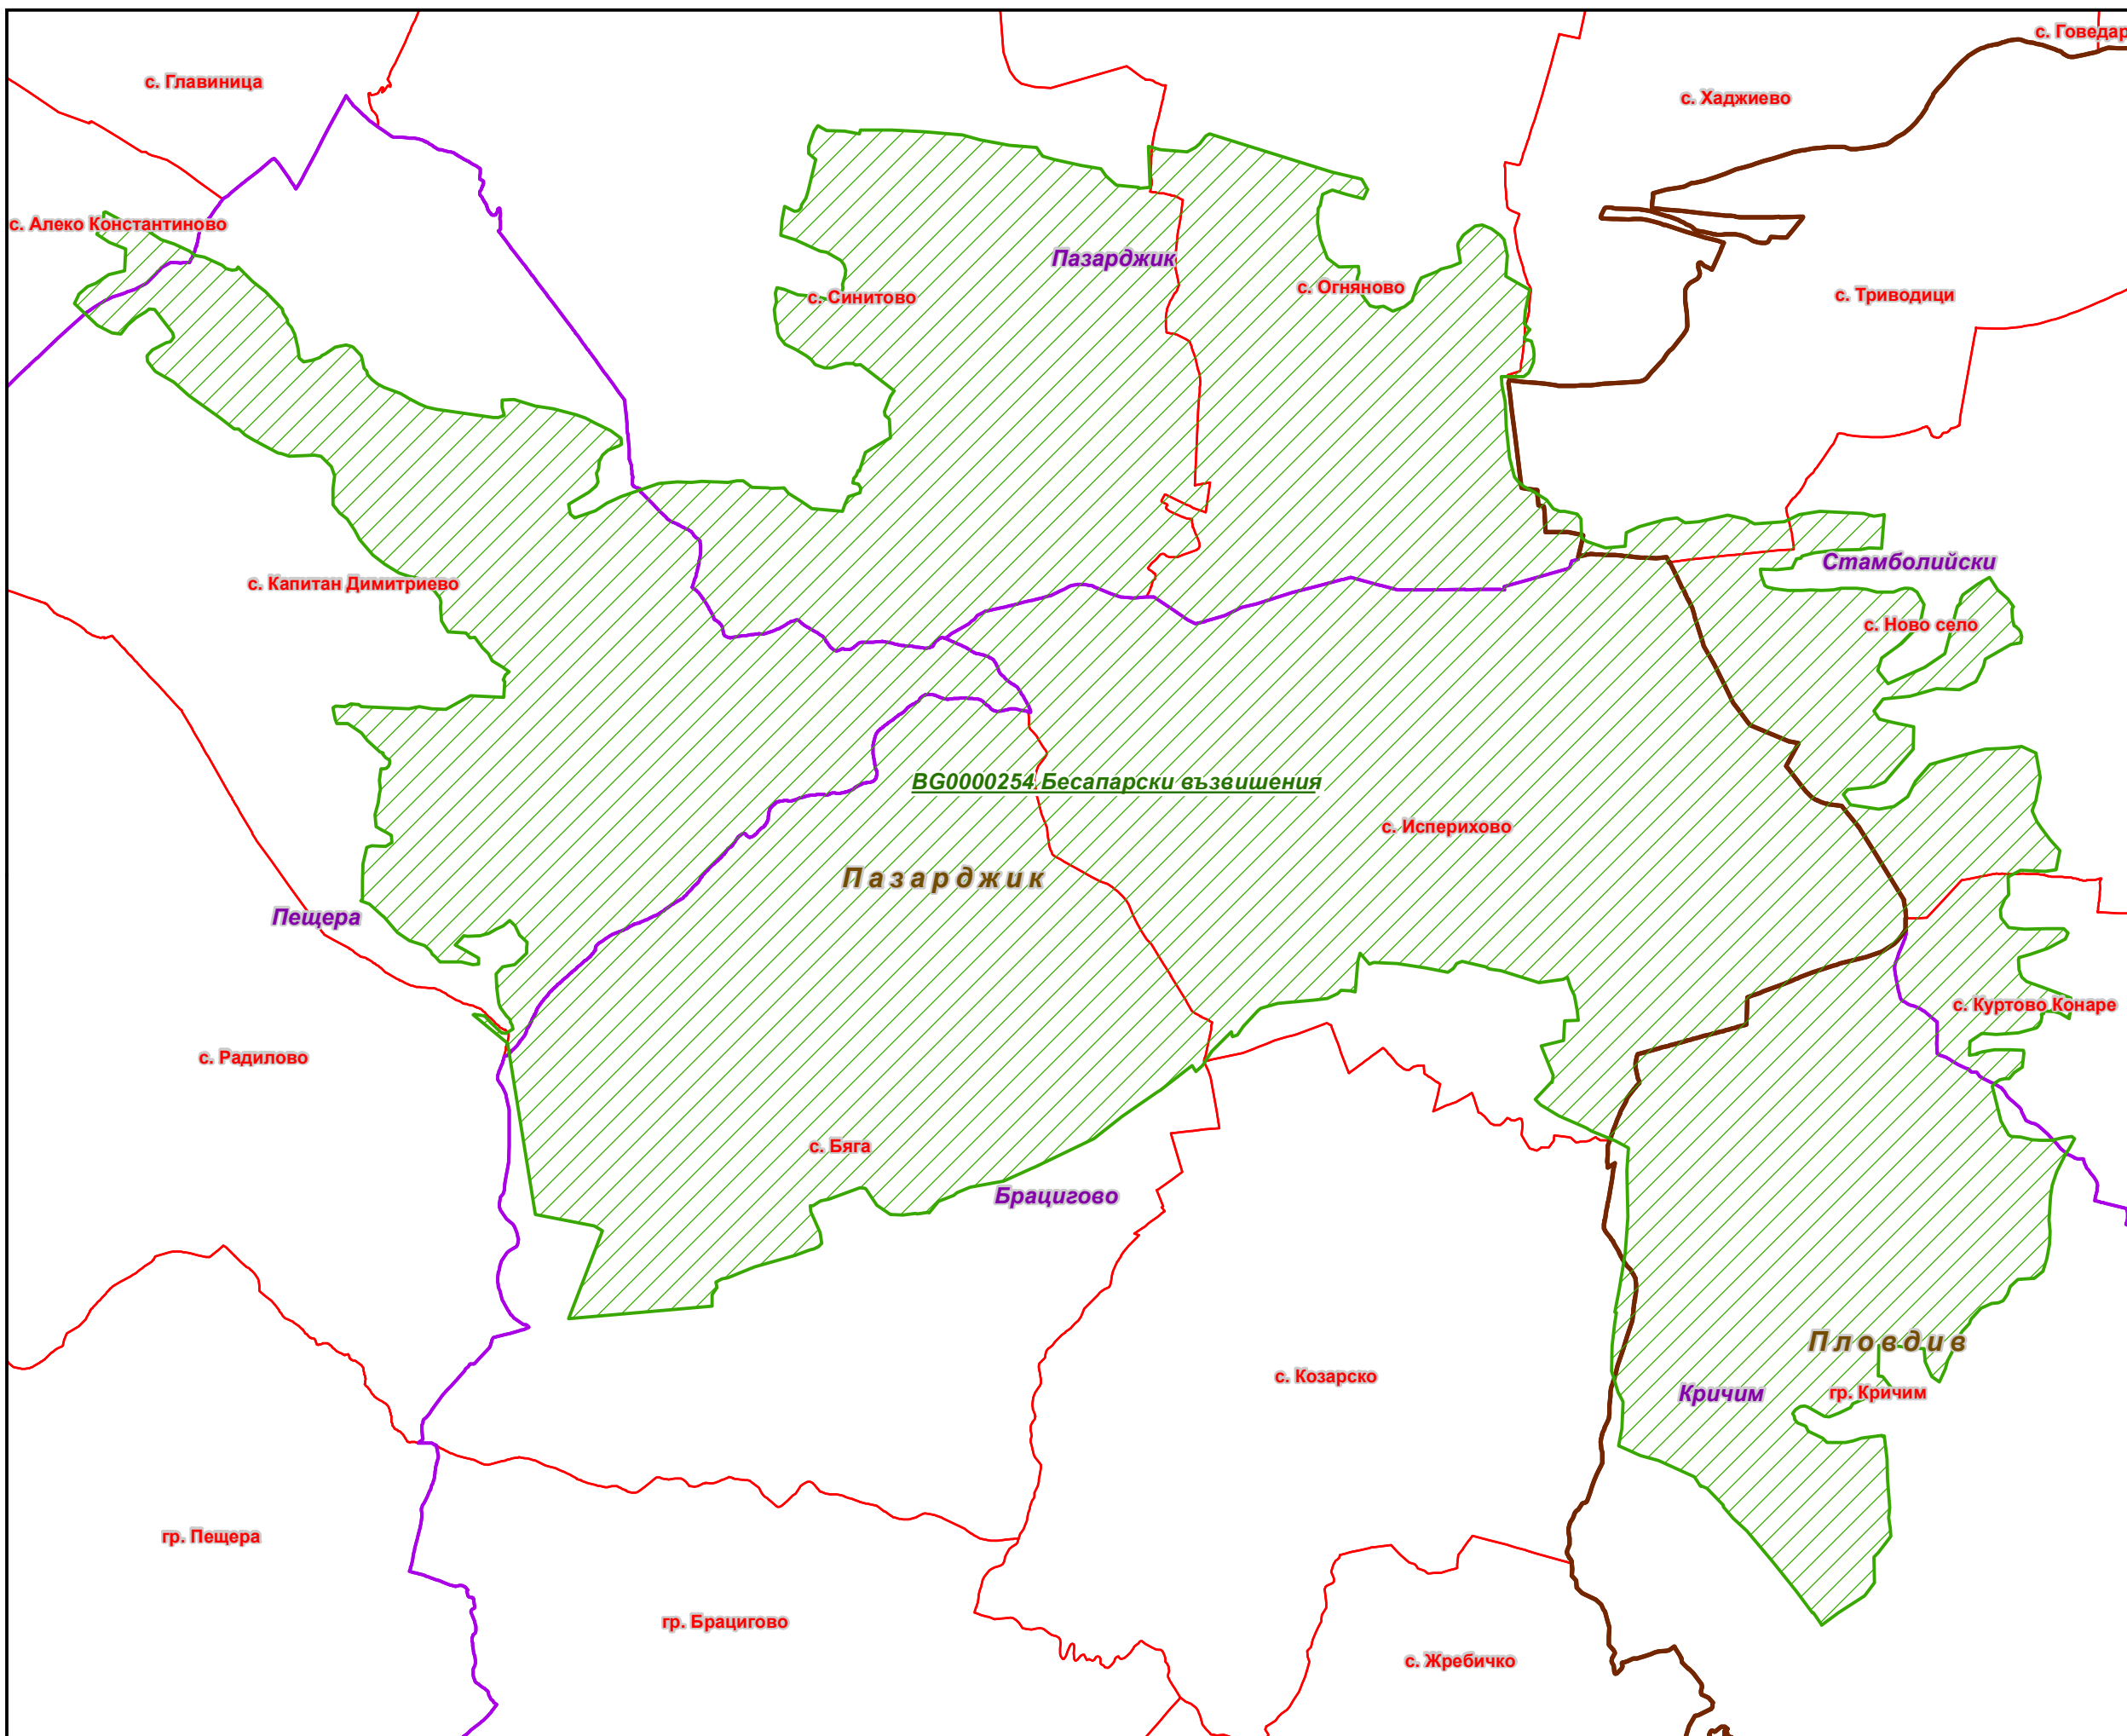 с. Говедар
с. Главиница
с. Хаджиево
с. Алеко Константиново
Пазарджик
с. Огняново
с. Триводици
с. Синитово
Стамболийски
с. Капитан Димитриево
с. Ново село
BG0000254 Бесапарски възвишения
с. Исперихово
Пазарджик
Пещера
с. Куртово Конаре
с. Радилово
с. Бяга
Брацигово
Пловдив
с. Козарско
Кричим
гр. Кричим
гр. Пещера
гр. Брацигово
с. Жребичко